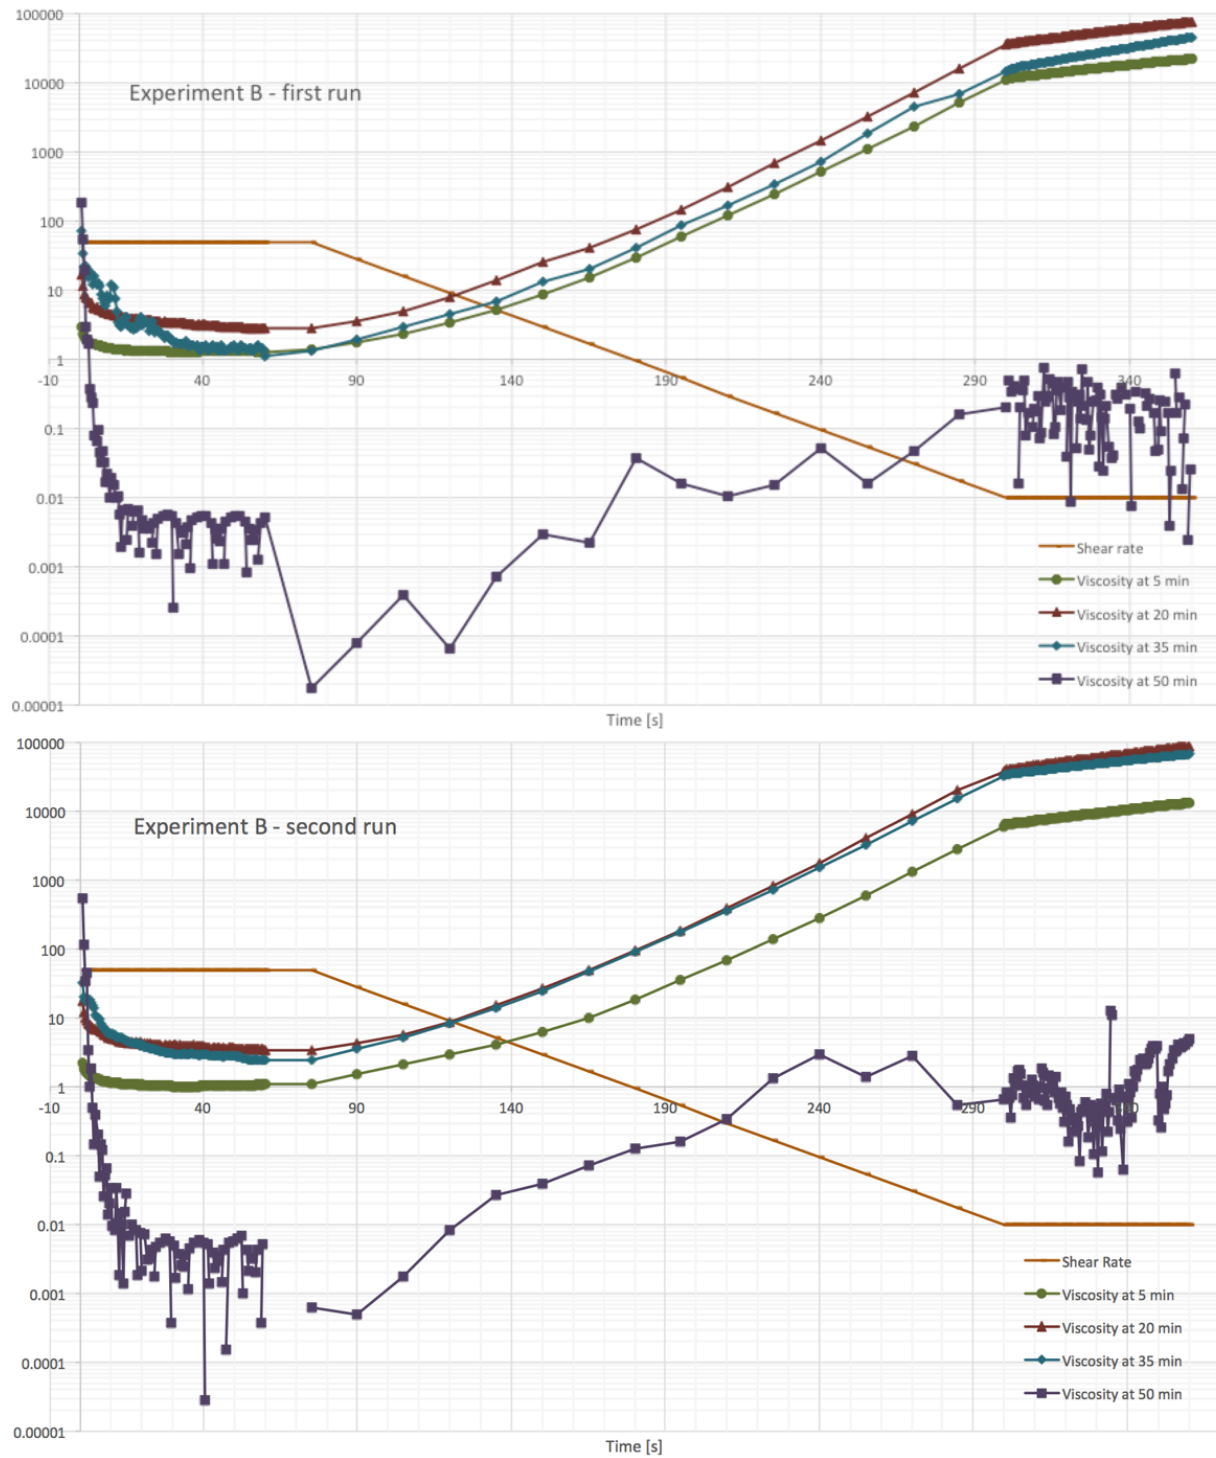 100000
Experiment B - first run
10000
1000
100
10
1
-10 40 90 140 190 240 290 340
0.1
0.01
0.001
0.0001
0.00001
Shear rate
Viscosity at 5 min
Viscosity at 20 min
Viscosity at 35 min
Viscosity at 50 min
Time [s]
100000
10000
Experiment B - second run
1000
100
10
1
-10 40 90 140 190 240 290
0.1
0.01
0.001
0.0001
0.00001
Shear Rate
Viscosity at 5 min
Viscosity at 20 min
Viscosity at 35 min
Viscosity at 50 min
Time [s]